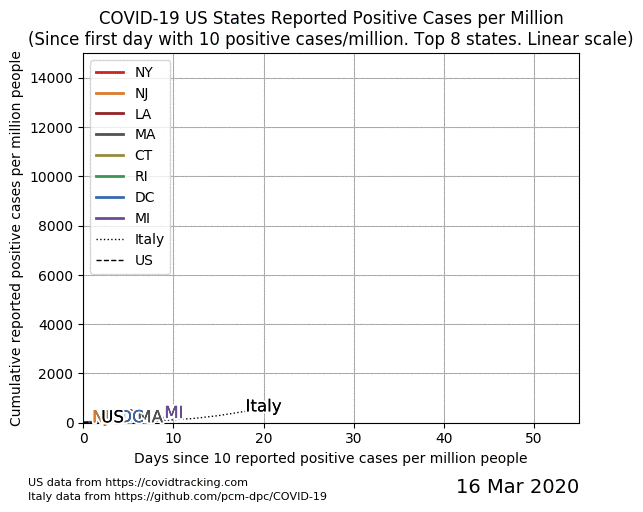 COVID-19 US States Reported Positive Cases per Million
(Since first day with 10 positive cases/million. Top 8 states. Linear scale)
Cumulative reported positive cases per million people
14000
12000
10000
8000
6000
4000
2000
0
NY
NJ
LA
MA
CT
RI
DC
MI
Italy
US
US
DC
MA
MI
Italy
0 10 20 30 40 50
Days since 10 reported positive cases per million people
US data from https://covidtracking.com
Italy data from https://github.com/pcm-dpc/COVID-19
16 Mar 2020